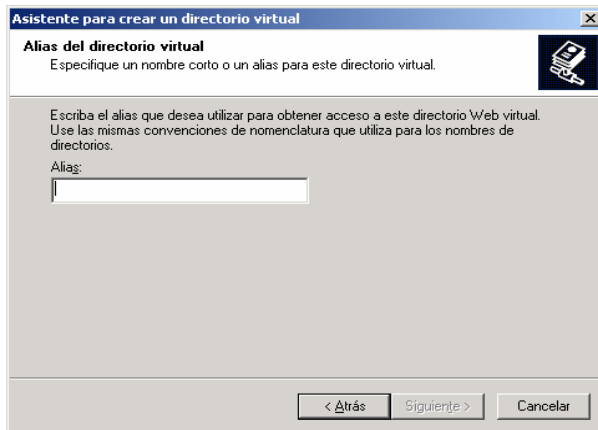 Asistente para crear un directorio virtual
Alias del directorio virtual
Especifique un nombre corto o un alias para este directorio virtual.
Escriba el alias que desea utilizar para obtener acceso a este directorio Web virtual.
Use las mismas convenciones de nomenclatura que utiliza para los nombres de
directorios.
Alias:
< Atrás
Siguiente >
Cancelar